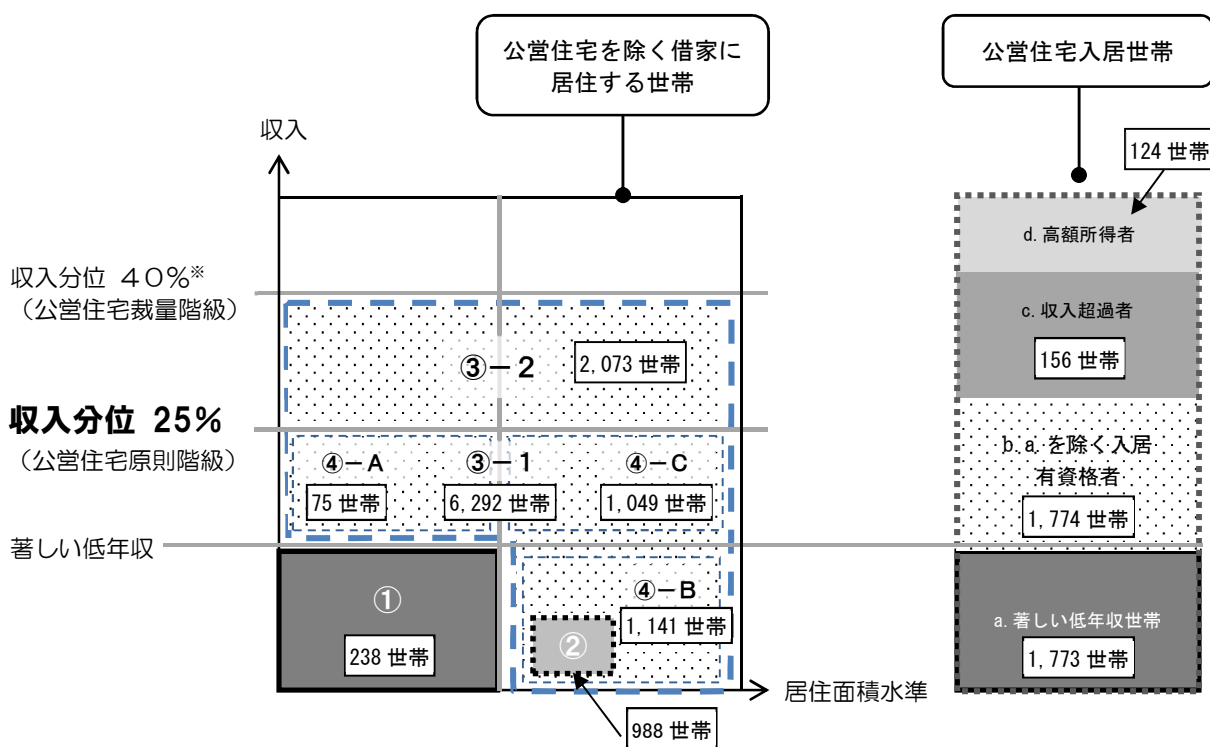 公営住宅を除く借家に
居住する世帯
公営住宅入居世帯
収入
124 世帯
d. 高額所得者
収入分位 40%※
（公営住宅裁量階級）
c. 収入超過者
③－2
2,073 世帯
156 世帯
収入分位 25%
（公営住宅原則階級）
④－A
③－1
④－C
75 世帯
6,292 世帯
1,049 世帯
b. a. を除く入居
有資格者
1,774 世帯
著しい低年収
①
238 世帯
④－B
1,141 世帯
②
a. 著しい低年収世帯
1,773 世帯
居住面積水準
988 世帯